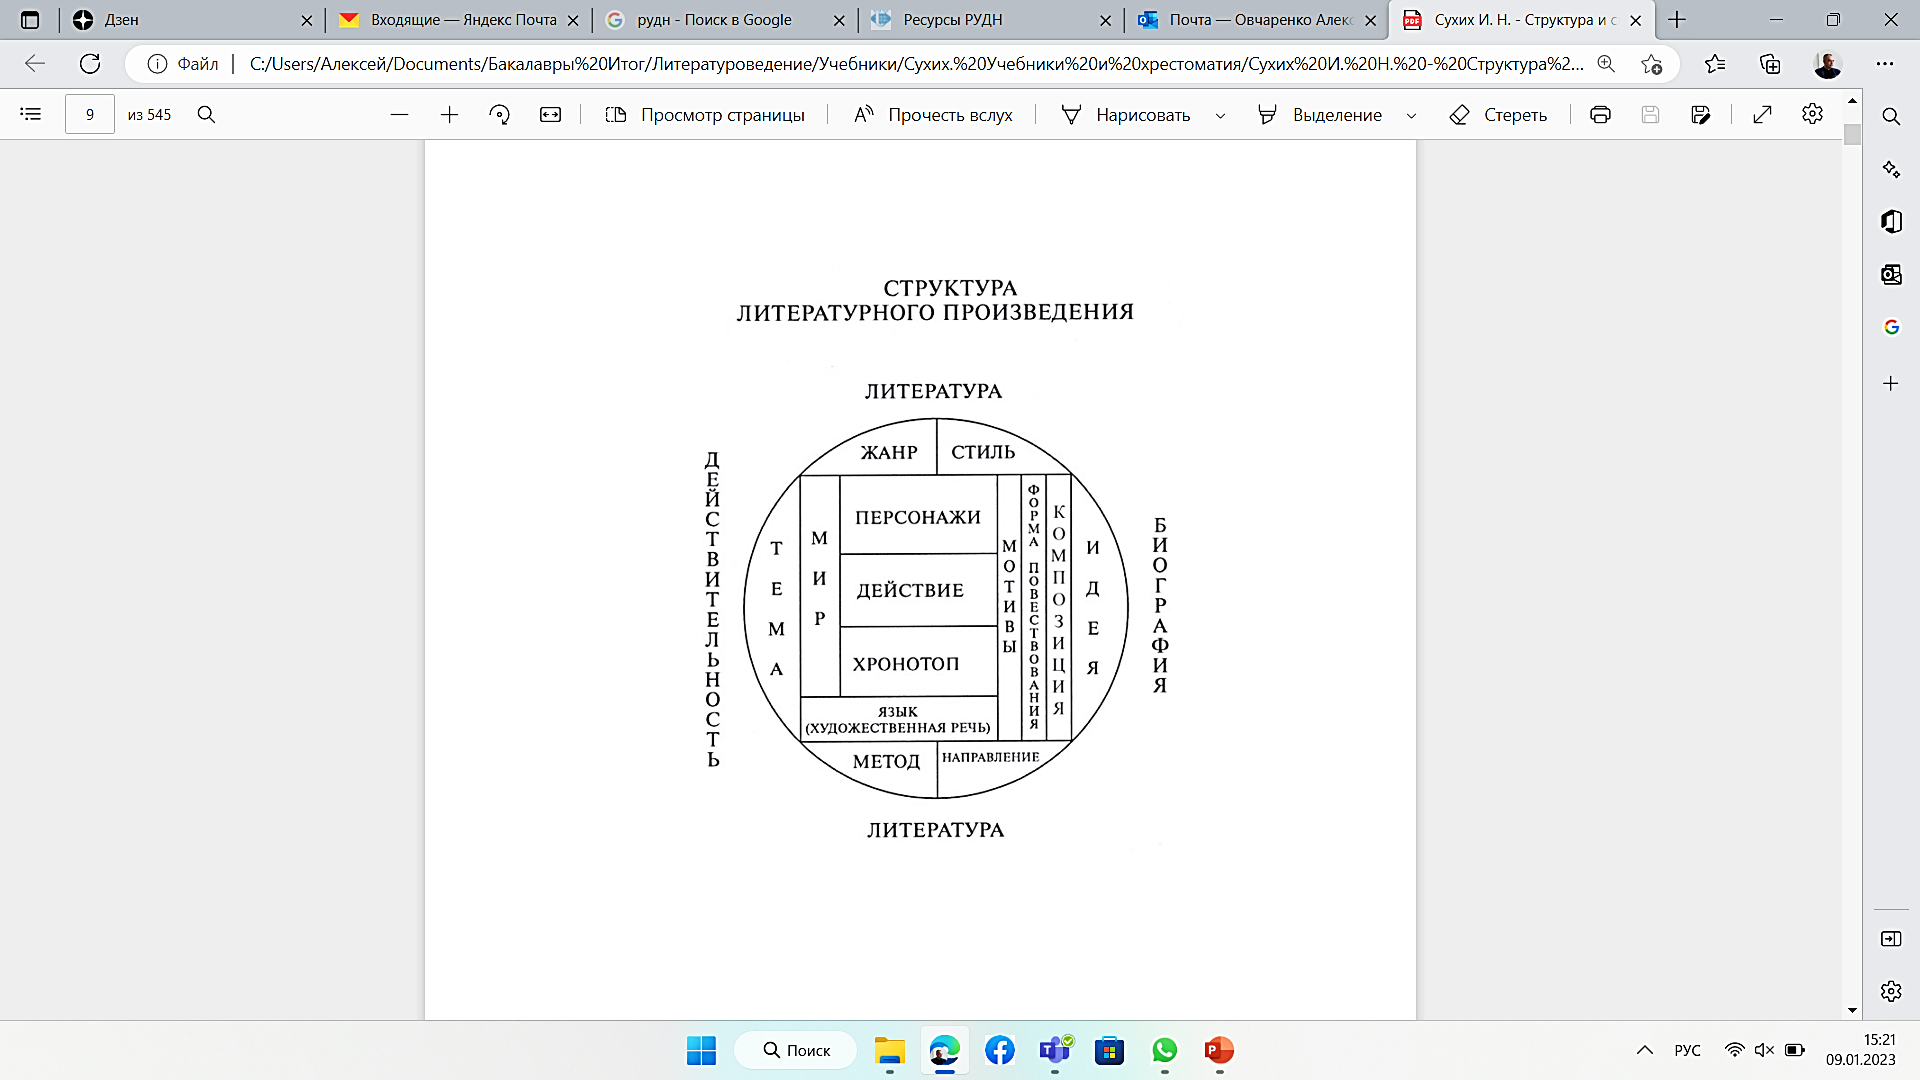 Дзен
Входящие — Яндекс Почта
рудн - Поиск в Google
Ресурсы РУДН
Почта — Овчаренко Алекс
Сухих И. Н. - Структура и с
Файл
C:/Users/Алексей/Documents/Бакалавры%20Итог/Литературоведение/Учебники/Сухих.%20Учебники%20и%20хрестоматия/Сухих%20И.%20Н.%20-%20Структура%2...
9
из 545
Просмотр страницы
Прочесть вслух
Нарисовать
Выделение
Стереть
СТРУКТУРА
ЛИТЕРАТУРНОГО ПРОИЗВЕДЕНИЯ
ЛИТЕРАТУРА
ДЕЙСТВИТЕЛЬНОСТЬ
ЖАНР
СТИЛЬ
ТЕМА
МИР
ПЕРСОНАЖИ
ДЕЙСТВИЕ
ХРОНОТОП
ЯЗЫК
(ХУДОЖЕСТВЕННАЯ РЕЧЬ)
МОТИВЫ
ФОРМА ПОВЕСТВОВАНИЯ
КОМПОЗИЦИЯ
ИДЕЯ
БИОГРАФИЯ
МЕТОД
НАПРАВЛЕНИЕ
ЛИТЕРАТУРА
Поиск
РУС
15:21
09.01.2023